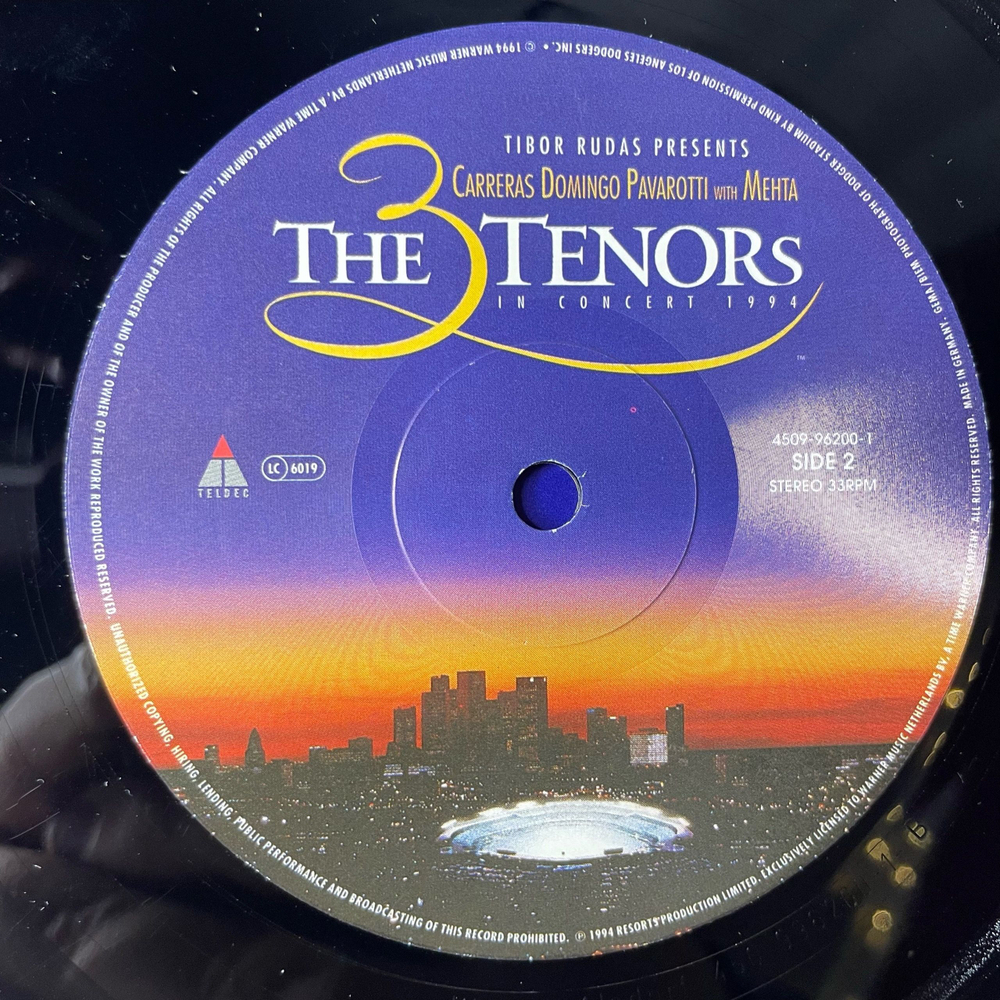 TIBOR RUDAS PRESENTS
CARRERAS DOMINGO PAVAROTTI WITH MEHTA
THE 3 TENORS
IN CONCERT 1994
TM
TELDEC
LC 6019
4509-96200-1
SIDE 2
STEREO 33RPM
℗ 1994 RESORTS PRODUCTION LIMITED. EXCLUSIVELY LICENSED TO WARNER MUSIC NETHERLANDS BV, A TIME WARNER COMPANY. ALL RIGHTS RESERVED. MADE IN GERMANY. GEMA/BIEM PHOTOGRAPH OF DODGER STADIUM BY KIND PERMISSION OF LOS ANGELES DODGERS INC. • © 1994 WARNER MUSIC NETHERLANDS BV, A TIME WARNER COMPANY. ALL RIGHTS OF THE PRODUCER AND OF THE OWNER OF THE WORK REPRODUCED RESERVED. UNAUTHORIZED COPYING, HIRING, LENDING, PUBLIC PERFORMANCE AND BROADCASTING OF THIS RECORD PROHIBITED.